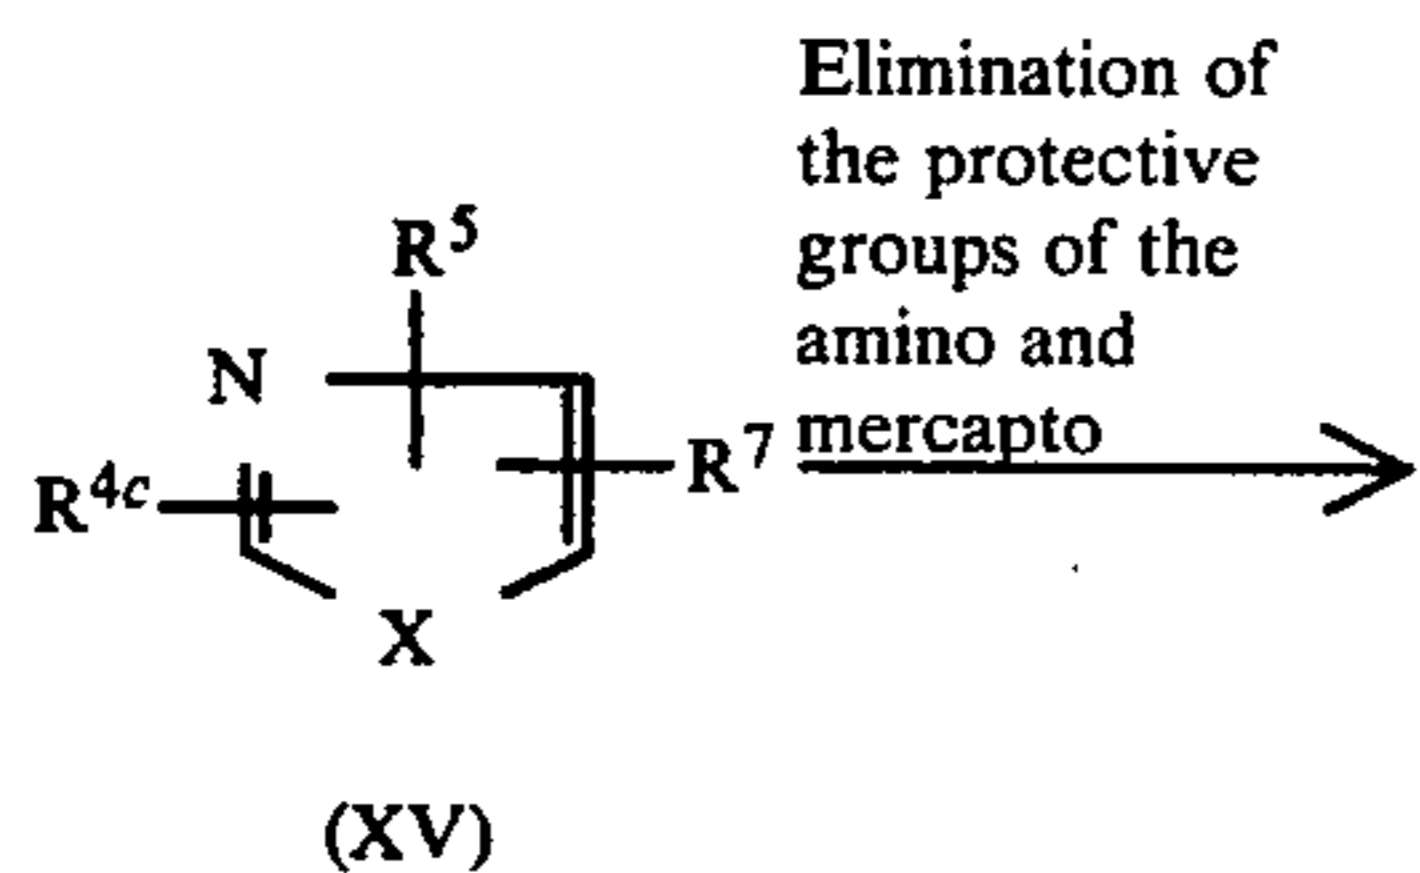 Elimination of
the protective
groups of the
amino and
mercapto
R5
N
R4c
R7
X
(XV)